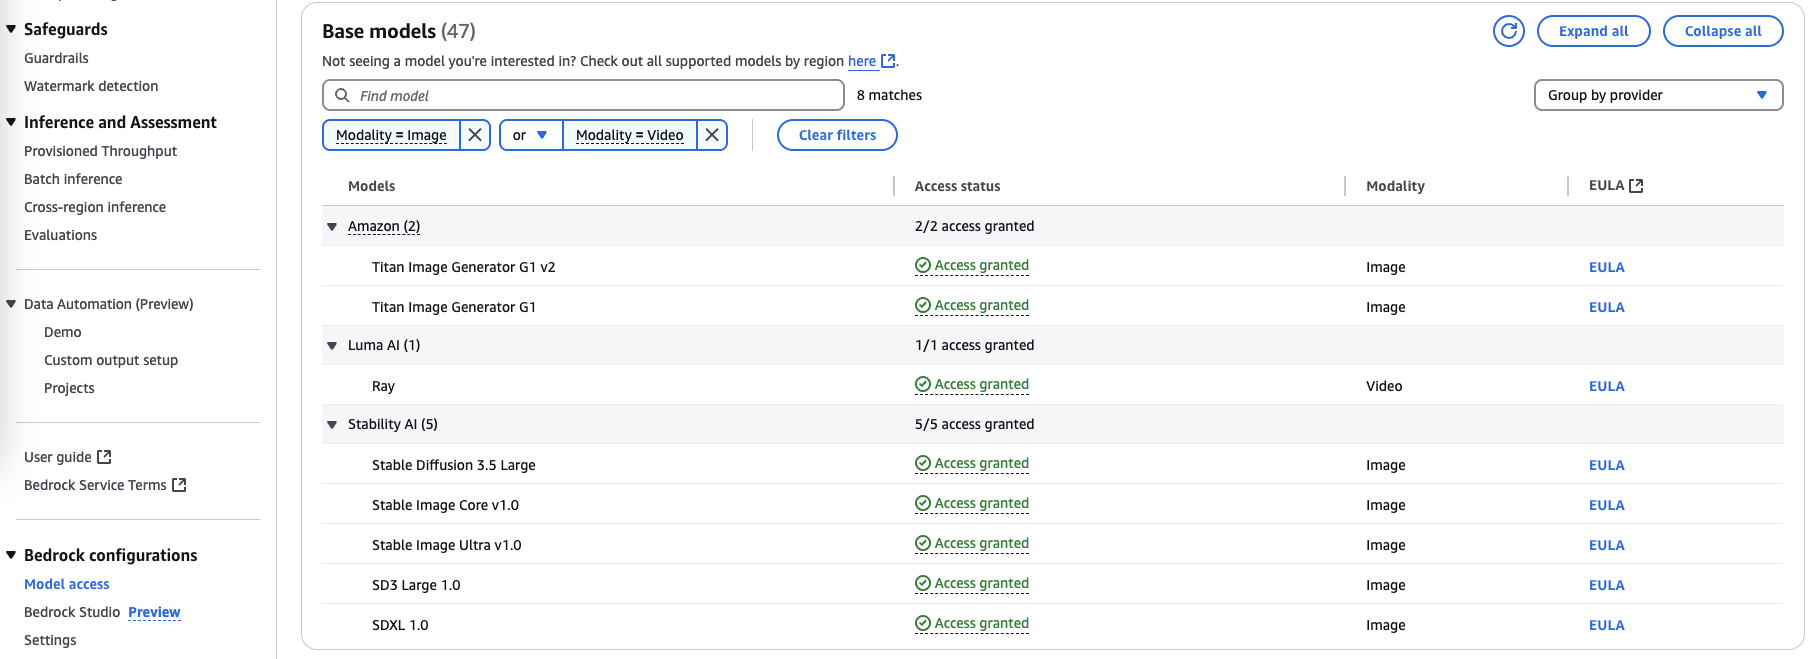 Safeguards
Guardrails
Watermark detection
Inference and Assessment
Provisioned Throughput
Batch inference
Cross-region inference
Evaluations
Data Automation (Preview)
Demo
Custom output setup
Projects
User guide
Bedrock Service Terms
Bedrock configurations
Model access
Bedrock Studio Preview
Settings
Base models (47)
Expand all
Collapse all
Not seeing a model you're interested in? Check out all supported models by region here.
Find model
8 matches
Group by provider
Modality = Image
or
Modality = Video
Clear filters
Models Access status Modality EULA
Amazon (2) 2/2 access granted
Titan Image Generator G1 v2 Access granted Image EULA
Titan Image Generator G1 Access granted Image EULA
Luma AI (1) 1/1 access granted
Ray Access granted Video EULA
Stability AI (5) 5/5 access granted
Stable Diffusion 3.5 Large Access granted Image EULA
Stable Image Core v1.0 Access granted Image EULA
Stable Image Ultra v1.0 Access granted Image EULA
SD3 Large 1.0 Access granted Image EULA
SDXL 1.0 Access granted Image EULA